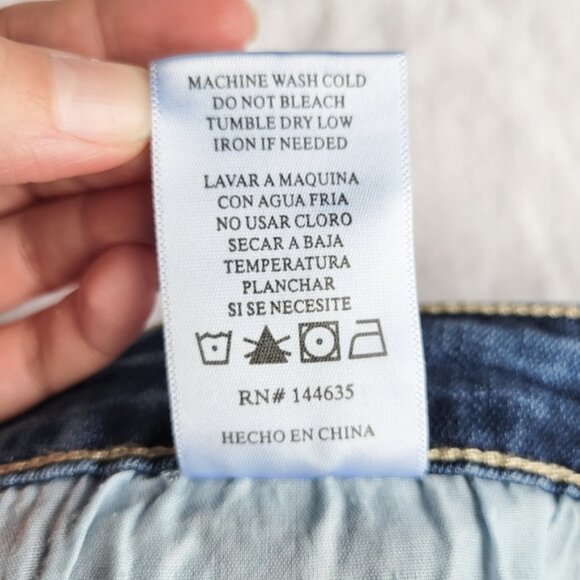 MACHINE WASH COLD
DO NOT BLEACH
TUMBLE DRY LOW
IRON IF NEEDED
LAVAR A MAQUINA
CON AGUA FRIA
NO USAR CLORO
SECAR A BAJA
TEMPERATURA
PLANCHAR
SI SE NECESITE
RN# 144635
HECHO EN CHINA